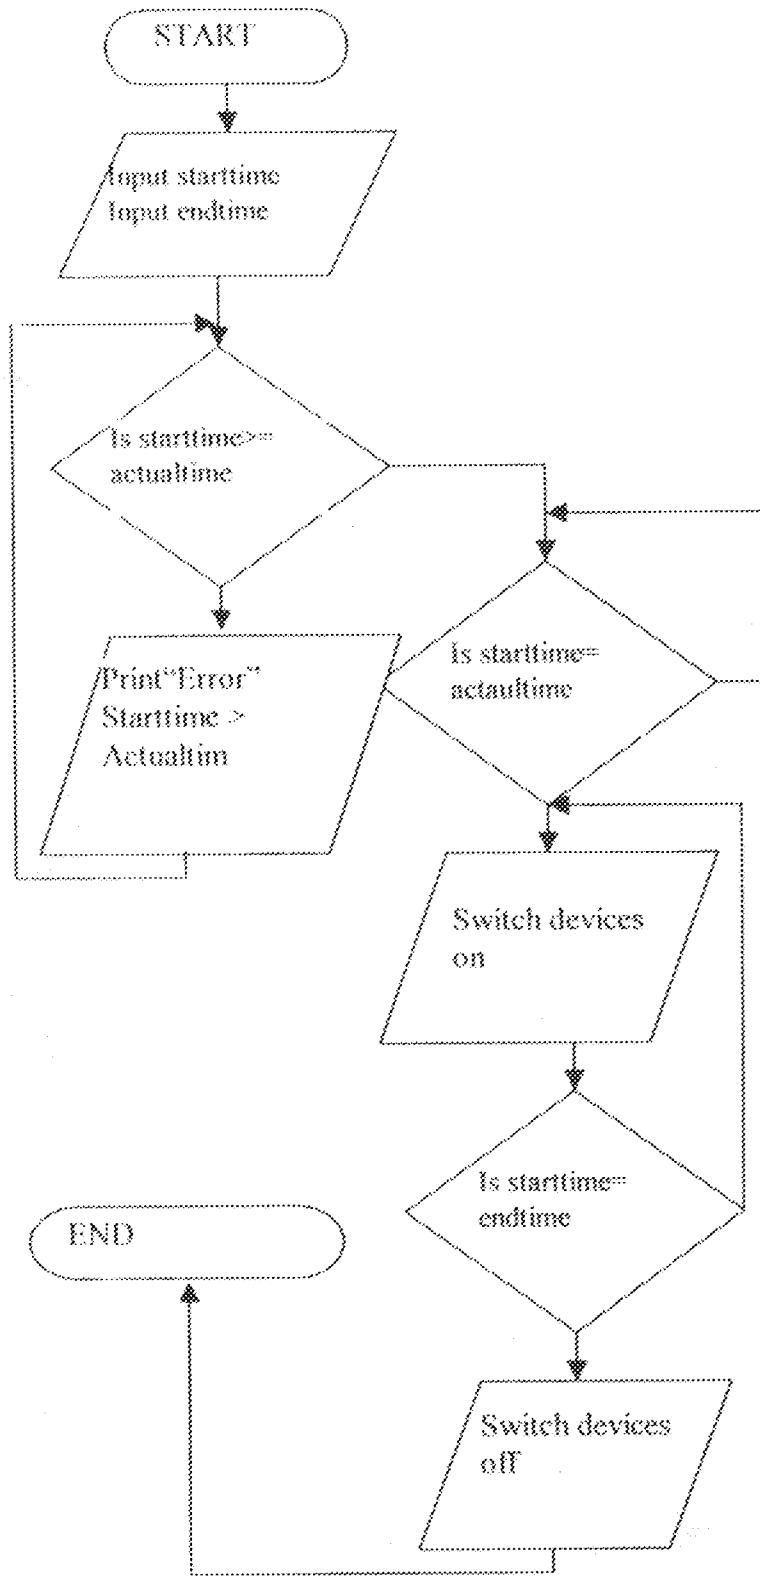 START
Input starttime
Input endtime
Is starttime>=
actualtime
Print“Error”
Starttime >
Actualtim
Is starttime=
actaultime
Switch devices
on
Is starttime=
endtime
END
Switch devices
off